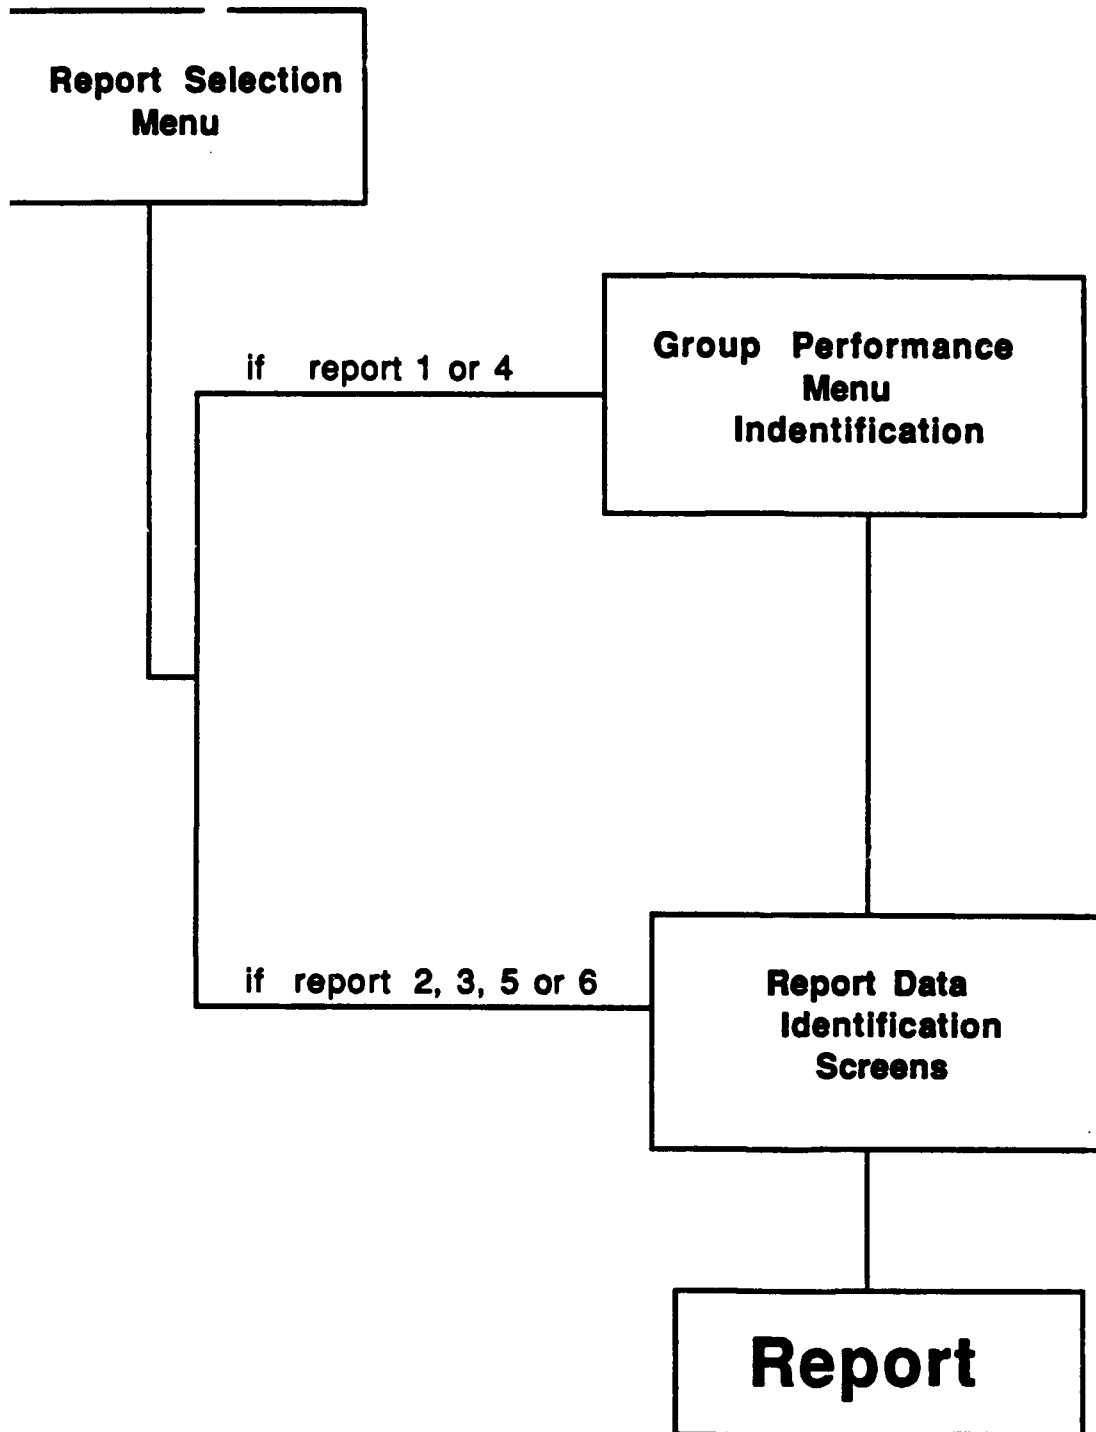 Report Selection
Menu
if report 1 or 4
Group Performance
Menu
Indentification
if report 2, 3, 5 or 6
Report Data
Identification
Screens
Report